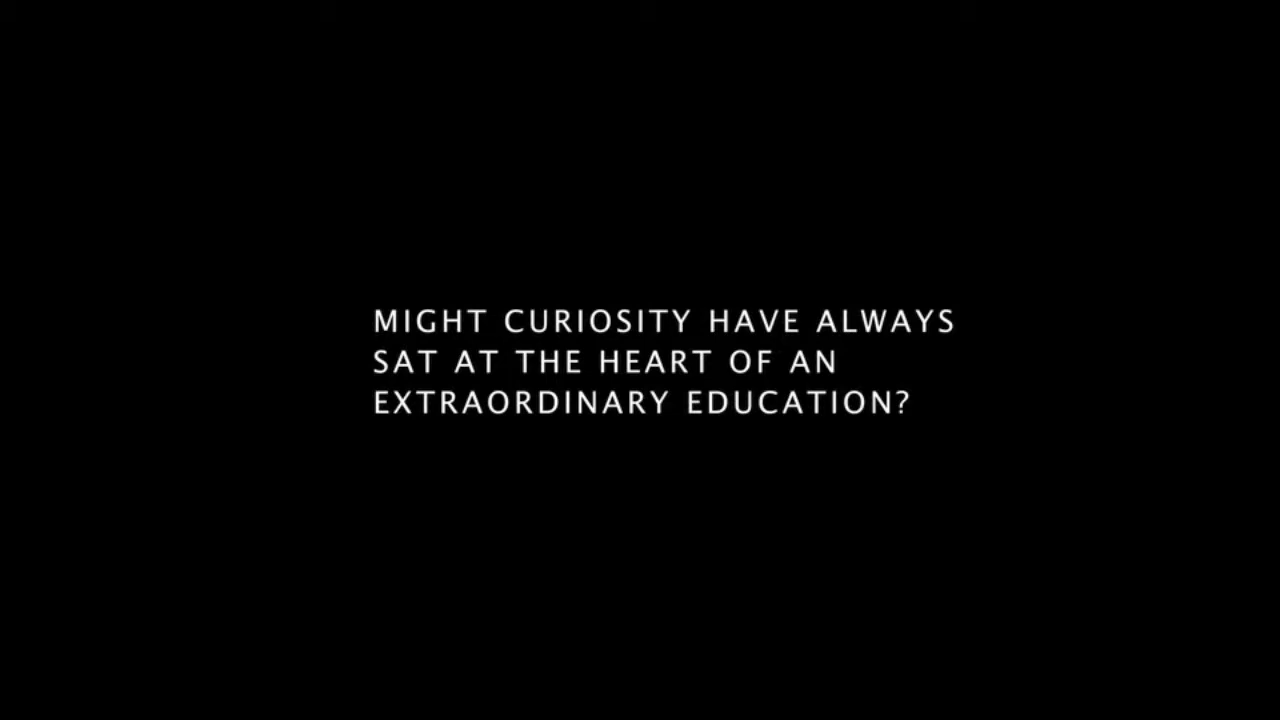 MIGHT CURIOSITY HAVE ALWAYS
SAT AT THE HEART OF AN
EXTRAORDINARY EDUCATION?